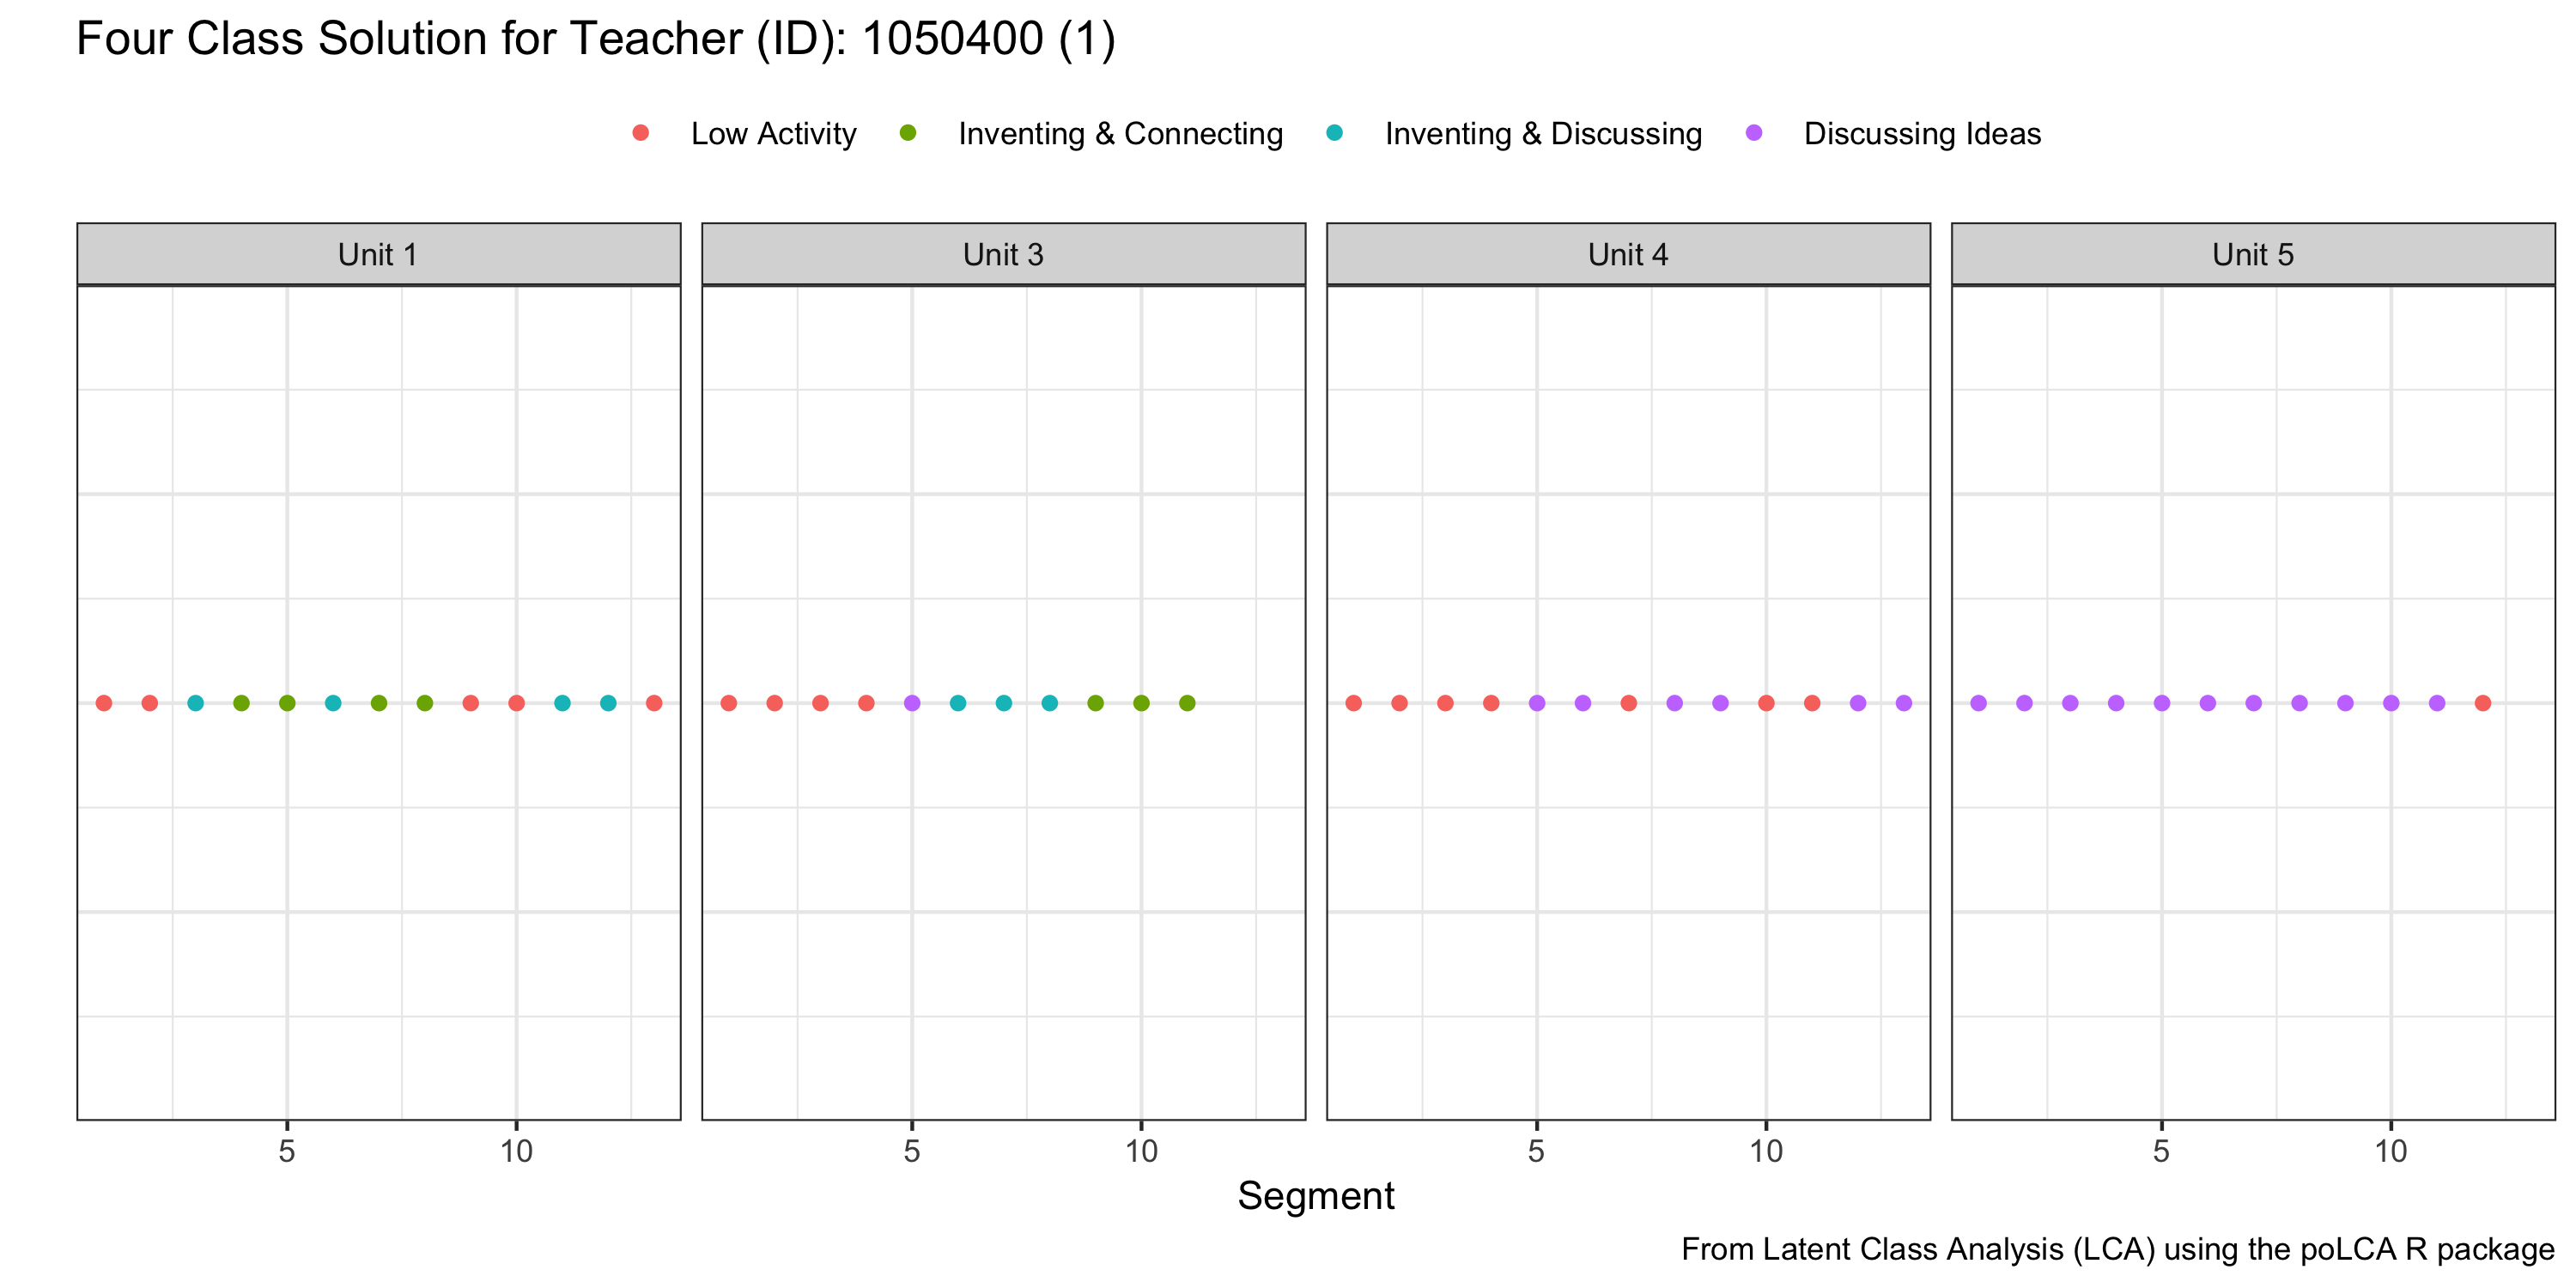 Four Class Solution for Teacher (ID): 1050400 (1)
Low Activity Inventing & Connecting Inventing & Discussing Discussing Ideas
Unit 1 Unit 3 Unit 4 Unit 5
5 10 5 10 5 10 5 10
Segment
From Latent Class Analysis (LCA) using the poLCA R package